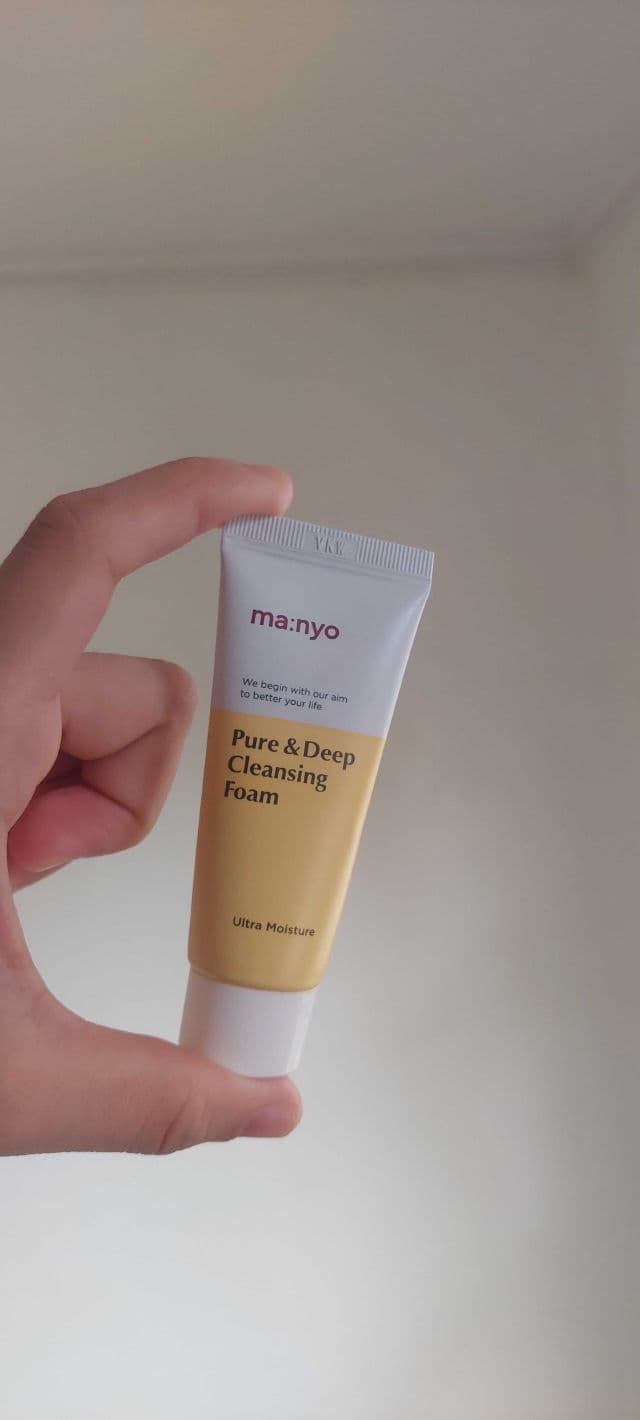 ma:nyo
We begin with our aim
to better your life
Pure & Deep
Cleansing
Foam
Ultra Moisture